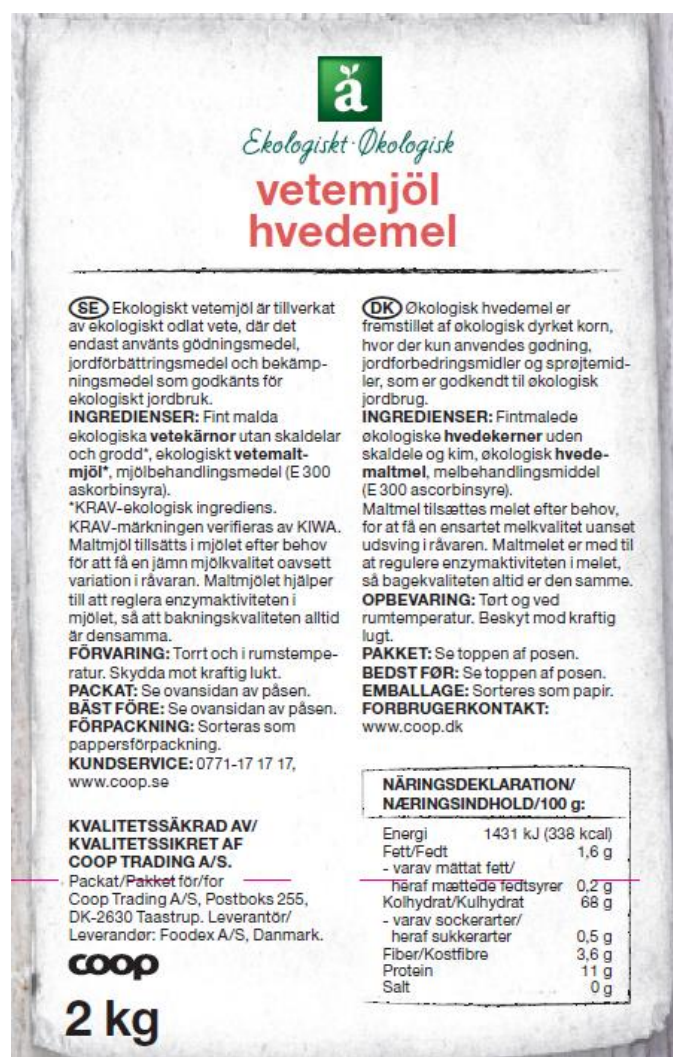 å
Ekologiskt·Økologisk
vetemjöl
hvedemel
SE Ekologiskt vetemjöl är tillverkat
av ekologiskt odlat vete, där det
endast använts gödningsmedel,
jordförbättringsmedel och bekämp-
ningsmedel som godkänts för
ekologiskt jordbruk.
INGREDIENSER: Fint malda
ekologiska vetekärnor utan skaldelar
och grodd*, ekologiskt vetemalt-
mjöl*, mjölbehandlingsmedel (E 300
askorbinsyra).
*KRAV-ekologisk ingrediens.
KRAV-märkningen verifieras av KIWA.
Maltmjöl tillsätts i mjölet efter behov
för att få en jämn mjölkvalitet oavsett
variation i råvaran. Maltmjölet hjälper
till att reglera enzymaktiviteten i
mjölet, så att bakningskvaliteten alltid
är densamma.
FÖRVARING: Torrt och i rumstempe-
ratur. Skydda mot kraftig lukt.
PACKAT: Se ovansidan av påsen.
BÄST FÖRE: Se ovansidan av påsen.
FÖRPACKNING: Sorteras som
pappersförpackning.
KUNDSERVICE: 0771-17 17 17,
www.coop.se
KVALITETSSÄKRAD AV/
KVALITETSSIKRET AF
COOP TRADING A/S.
Packat/Pakket för/for
Coop Trading A/S, Postboks 255,
DK-2630 Taastrup. Leverantör/
Leverandør: Foodex A/S, Danmark.
coop
2 kg
DK Økologisk hvedemel er
fremstillet af økologisk dyrket korn,
hvor der kun anvendes gødning,
jordforbedringsmidler og sprøjtemid-
ler, som er godkendt til økologisk
jordbrug.
INGREDIENSER: Fintmalede
økologiske hvedekerner uden
skaldele og kim, økologisk hvede-
maltmel, melbehandlingsmiddel
(E 300 ascorbinsyre).
Maltmel tilsættes melet efter behov,
for at få en ensartet melkvalitet uanset
udsving i råvaren. Maltmelet er med til
at regulere enzymaktiviteten i melet,
så bagekvaliteten altid er den samme.
OPBEVARING: Tørt og ved
rumtemperatur. Beskyt mod kraftig
lugt.
PAKKET: Se toppen af posen.
BEDST FØR: Se toppen af posen.
EMBALLAGE: Sorteres som papir.
FORBRUGERKONTAKT:
www.coop.dk
NÄRINGSDEKLARATION/
NÆRINGSINDHOLD/100 g:
Energi 1431 kJ (338 kcal)
Fett/Fedt 1,6 g
- varav mättat fett/
heraf mættede fedtsyrer 0,2 g
Kolhydrat/Kulhydrat 68 g
- varav sockerarter/
heraf sukkerarter 0,5 g
Fiber/Kostfibre 3,6 g
Protein 11 g
Salt 0 g